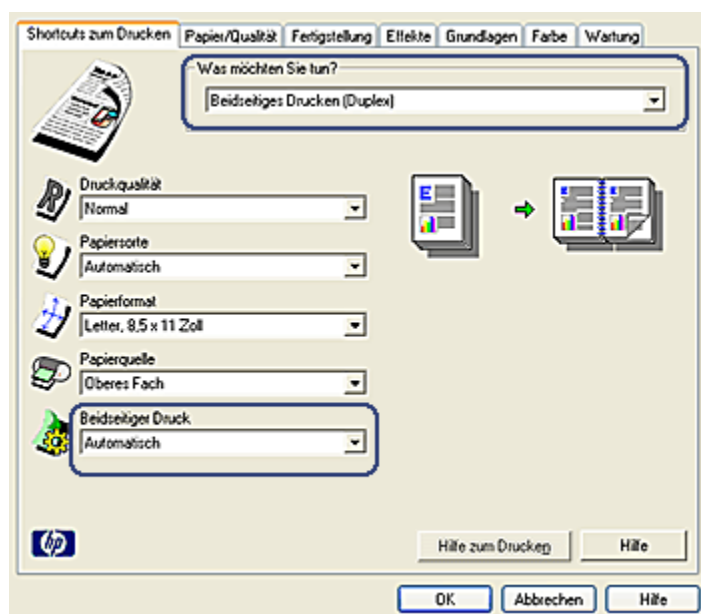 Shortcuts zum Drucken Papier/Qualität Fertigstellung Effekte Grundlagen Farbe Wartung
Was möchten Sie tun?
Beidseitiges Drucken (Duplex)
Druckqualität
Normal
Papiersorte
Automatisch
Papierformat
Letter, 8,5 x 11 Zoll
Papierquelle
Oberes Fach
Beidseitiger Druck
Automatisch
hp
Hilfe zum Drucken Hilfe
OK Abbrechen Hilfe